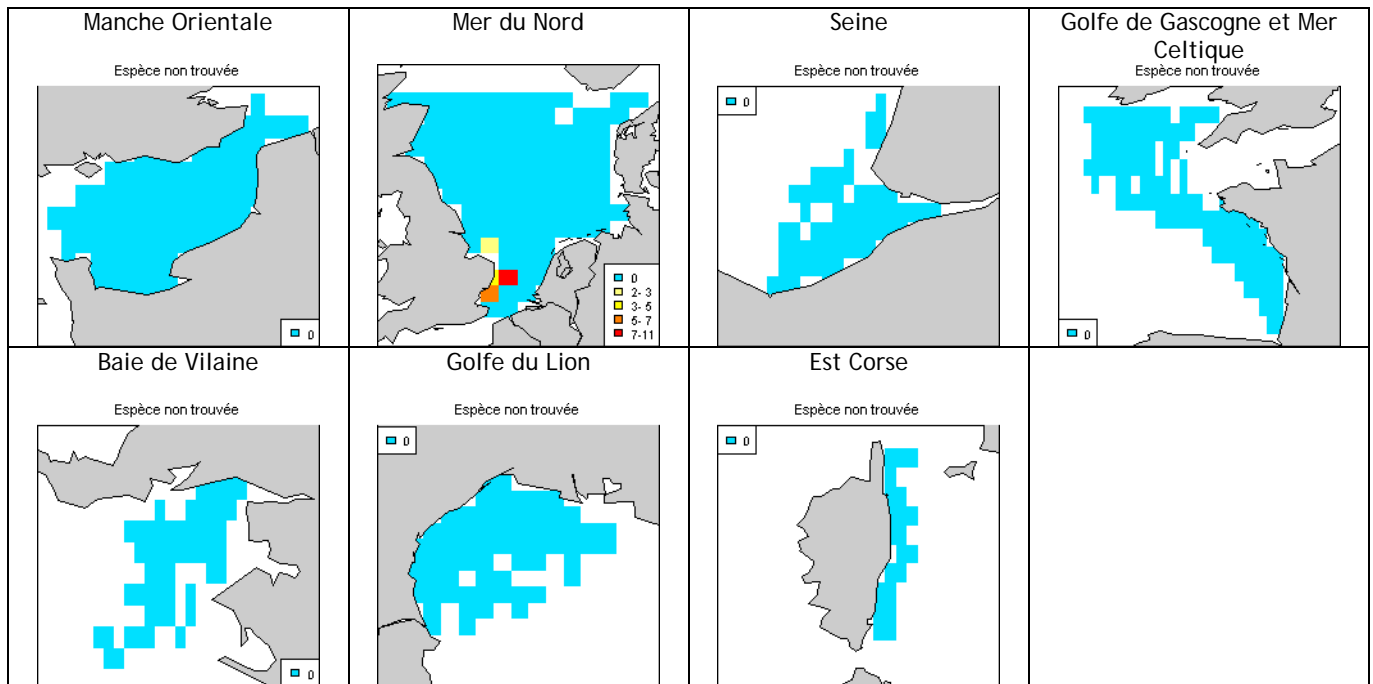 Manche Orientale
Espèce non trouvée
0
Mer du Nord
0
2- 3
3- 5
5- 7
7-11
Seine
Espèce non trouvée
0
Golfe de Gascogne et Mer
Celtique
Espèce non trouvée
0
Baie de Vilaine
Espèce non trouvée
0
Golfe du Lion
Espèce non trouvée
0
Est Corse
Espèce non trouvée
0